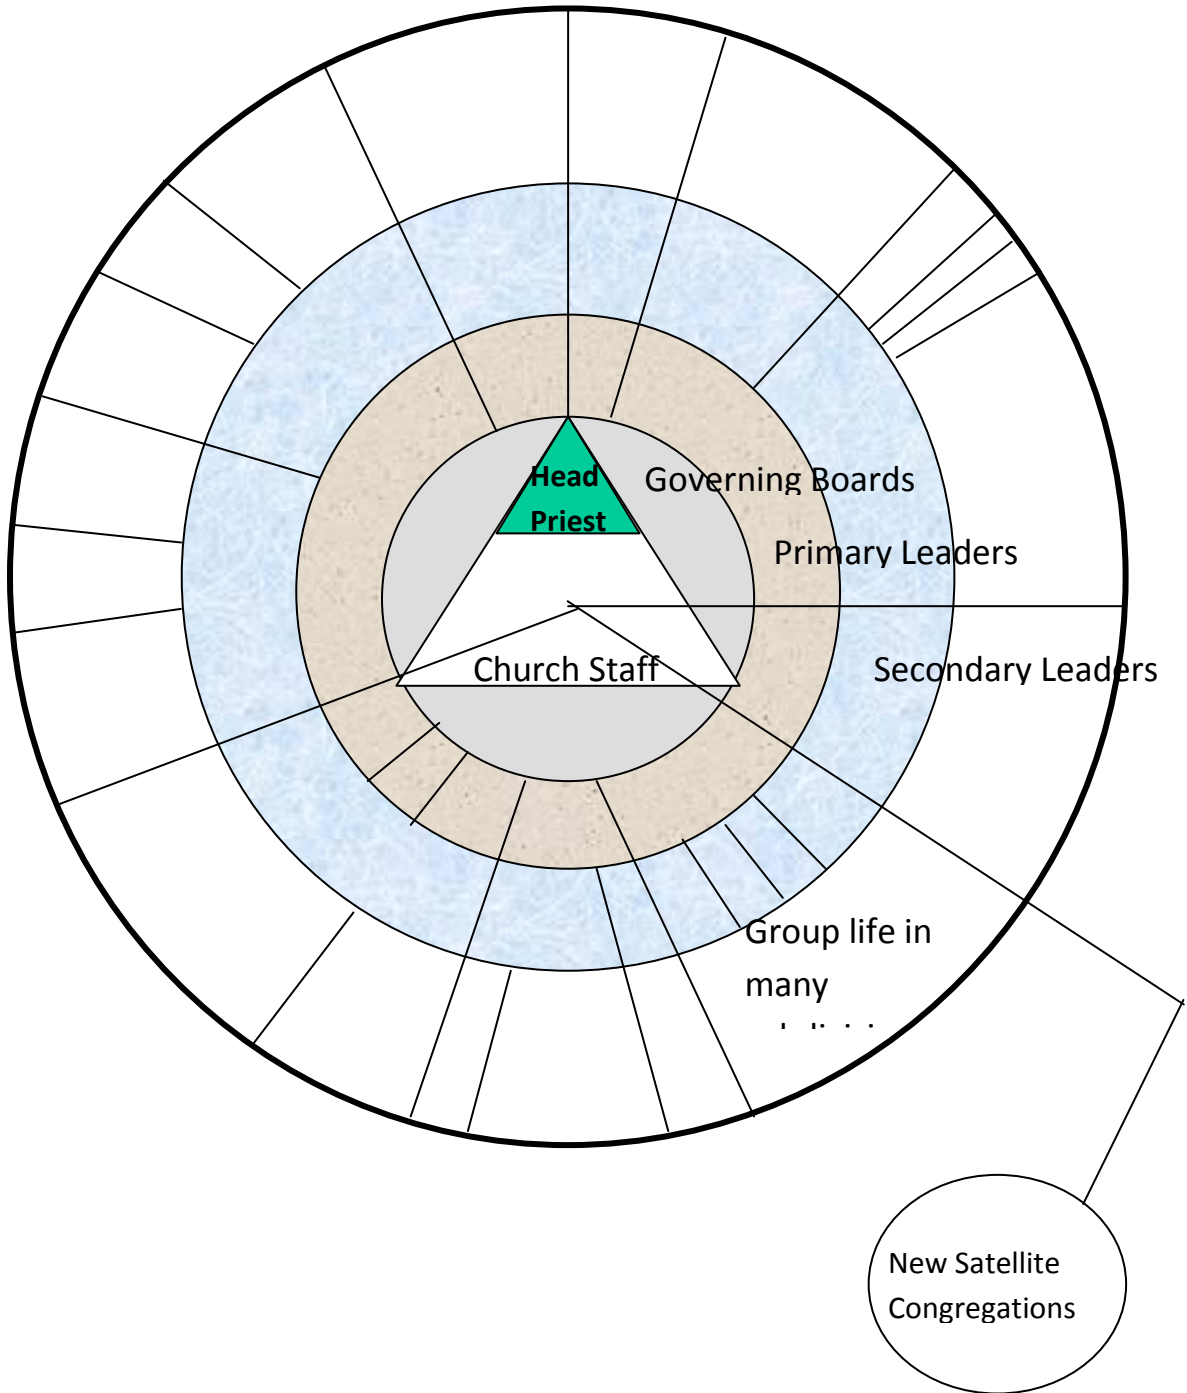 Head
Priest
Governing Boards
Primary Leaders
Church Staff
Secondary Leaders
Group life in
many
New Satellite
Congregations